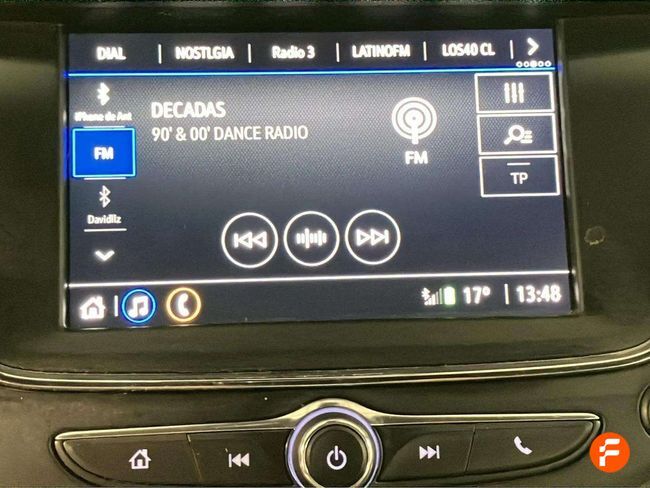 DIAL | NOSTLGIA | Radio 3 | LATINOFM | LOS40 CL |
iPhone de Ant
DECADAS
90' & 00' DANCE RADIO
FM
FM
TP
Davidliz
17° | 13:48